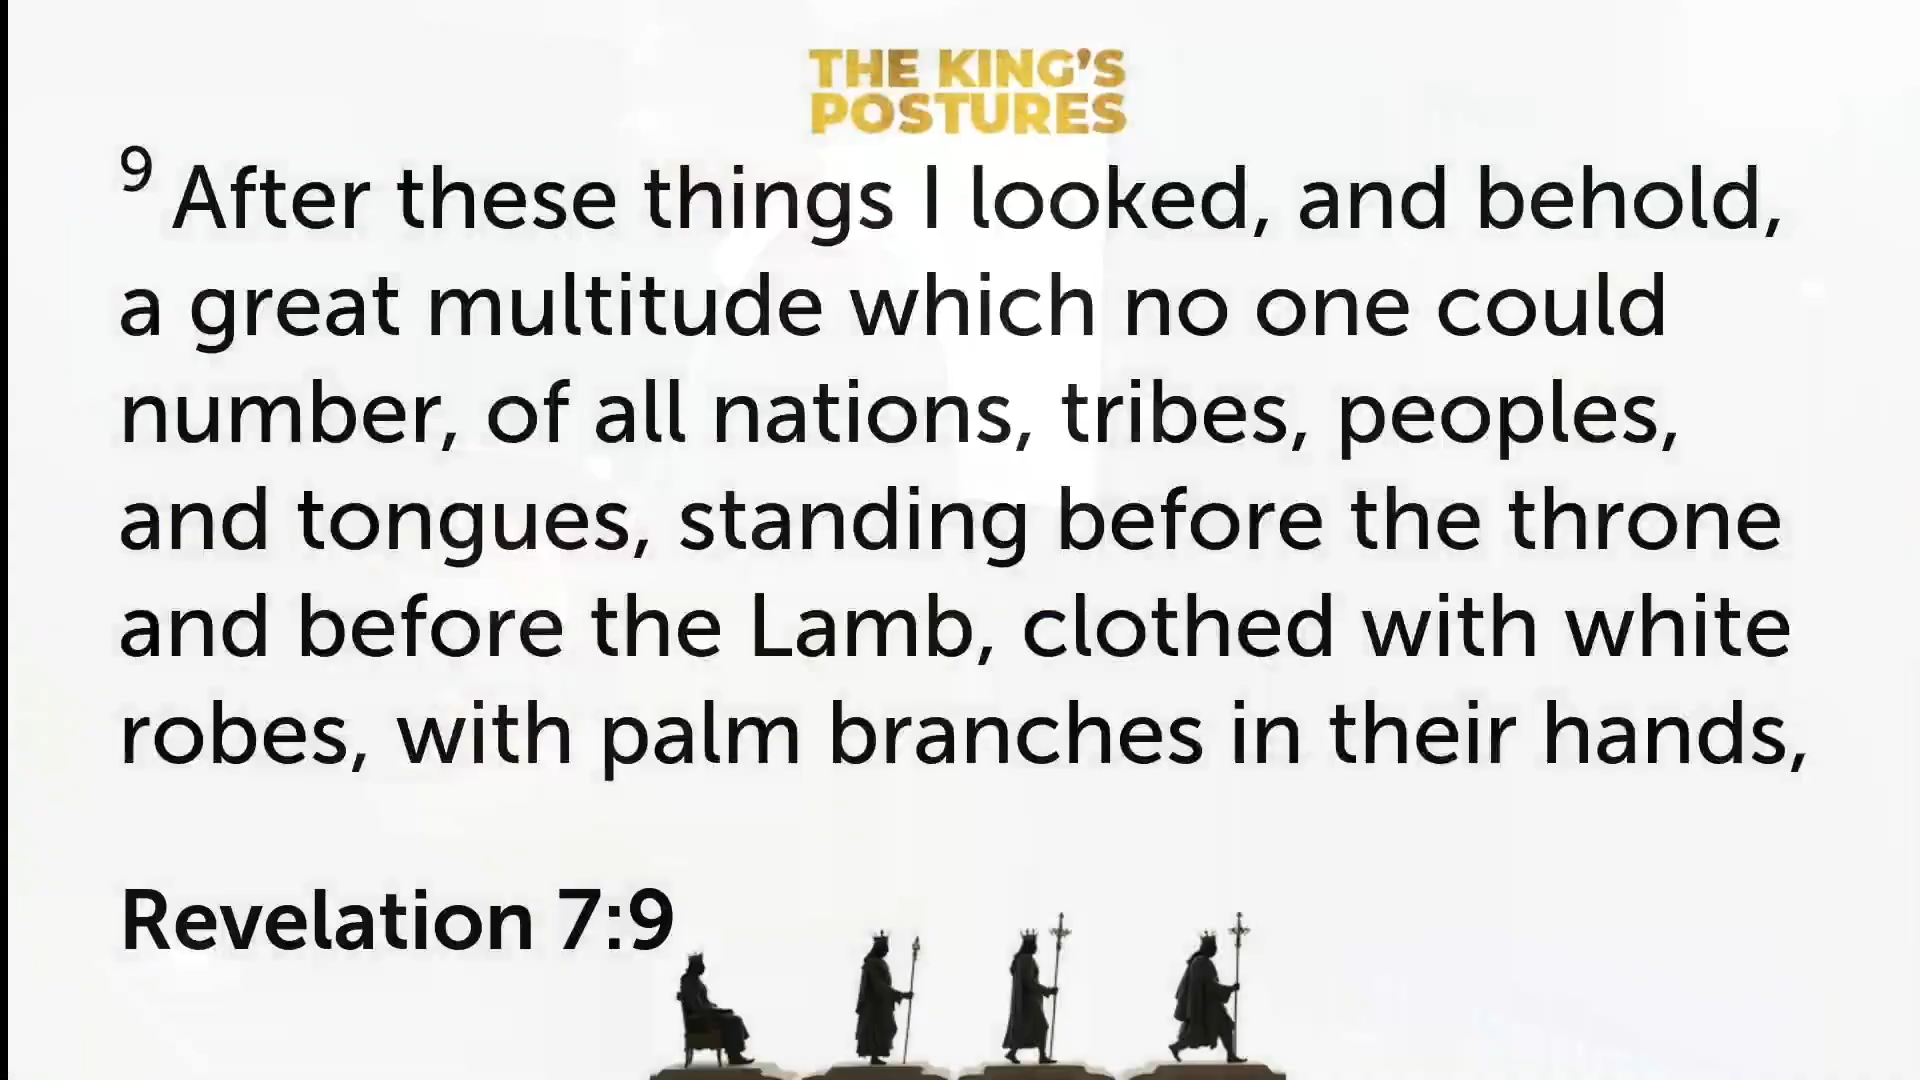 THE KING'S
POSTURES
9 After these things I looked, and behold,
a great multitude which no one could
number, of all nations, tribes, peoples,
and tongues, standing before the throne
and before the Lamb, clothed with white
robes, with palm branches in their hands,
Revelation 7:9